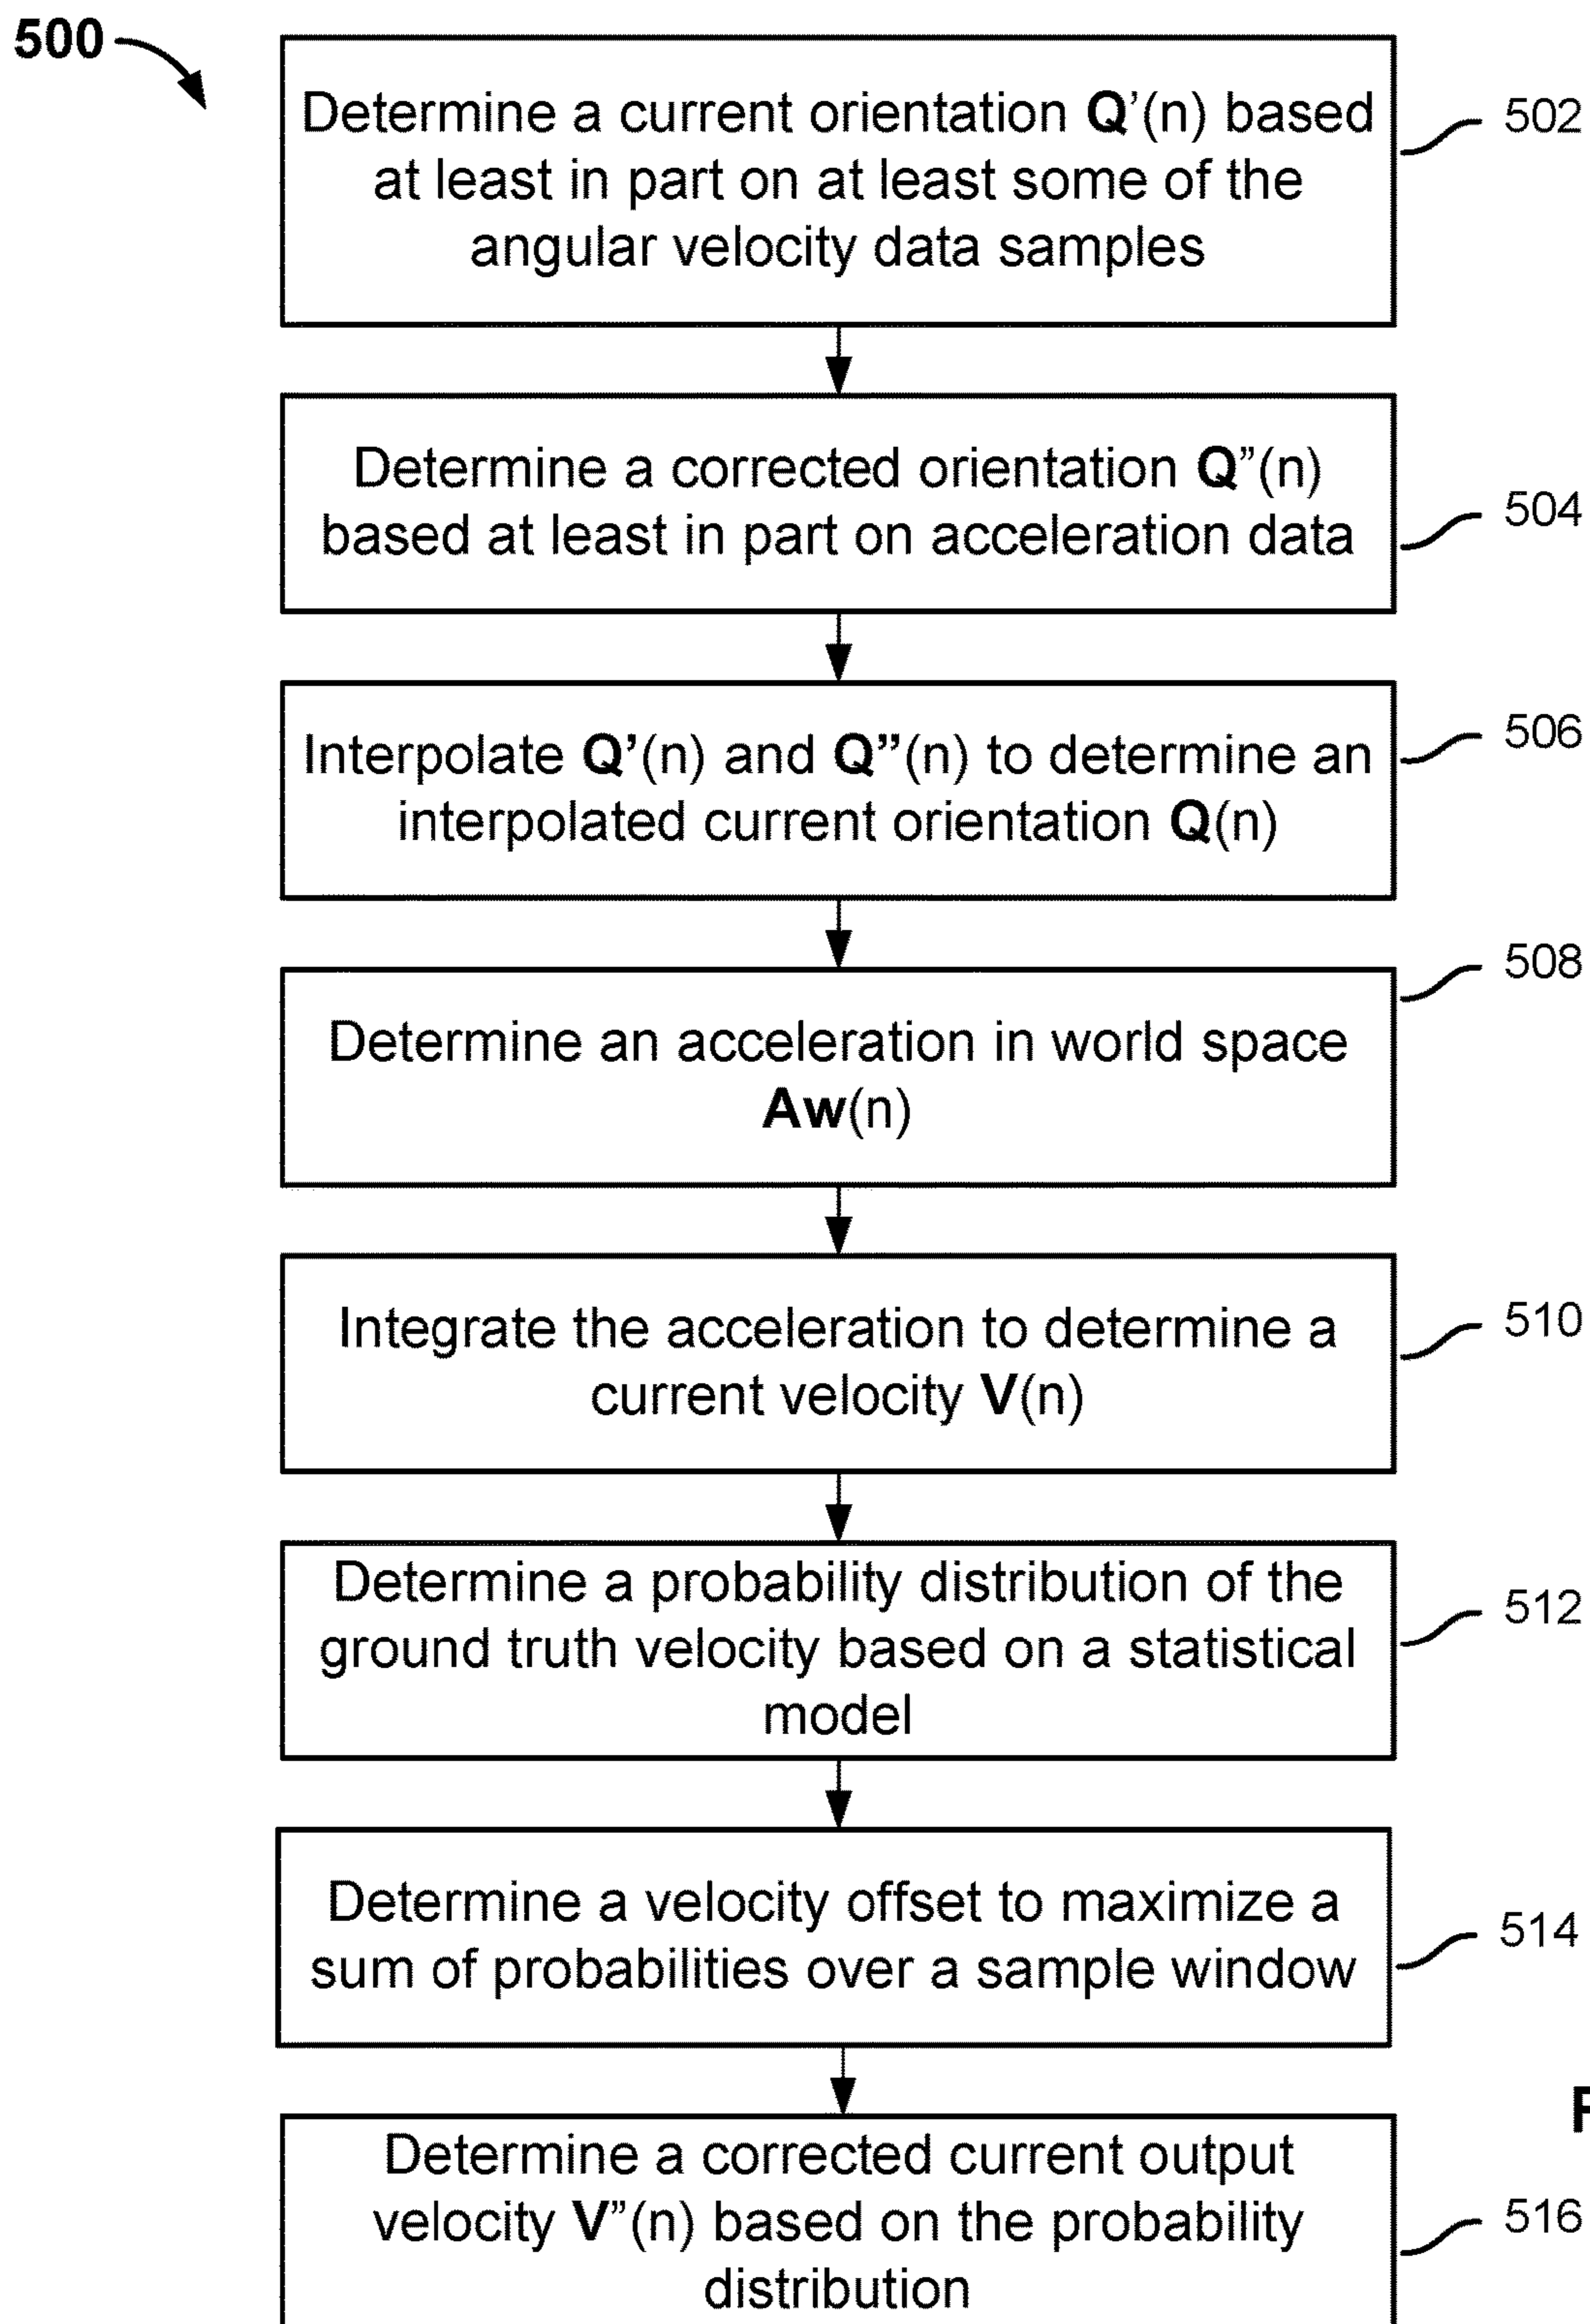 500
Determine a current orientation Q'(n) based
at least in part on at least some of the
angular velocity data samples
502
Determine a corrected orientation Q”(n)
based at least in part on acceleration data
504
Interpolate Q’(n) and Q”(n) to determine an
interpolated current orientation Q(n)
506
Determine an acceleration in world space
Aw(n)
508
Integrate the acceleration to determine a
current velocity V(n)
510
Determine a probability distribution of the
ground truth velocity based on a statistical
model
512
Determine a velocity offset to maximize a
sum of probabilities over a sample window
514
Determine a corrected current output
velocity V”(n) based on the probability
distribution
516